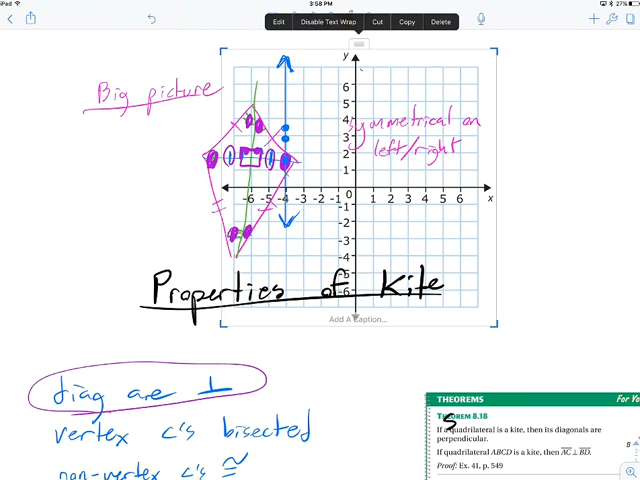 iPad
3:58 PM
27%
Edit Disable Text Wrap Cut Copy Delete
Big picture
symmetrical on
left/right
y
6
5
4
3
2
1
-6 -5 -4 -3 -2 -1 0 1 2 3 4 5 6 x
-1
-2
-3
-4
-5
-6
Properties of Kite
Add A Caption...
diag are ⊥
vertex ∠'s bisected
non-vertex ∠'s ≅
THEOREMS For Yo
THEOREM 8.18
If a quadrilateral is a kite, then its diagonals are
perpendicular.
If quadrilateral ABCD is a kite, then AC ⊥ BD.
Proof: Ex. 41, p. 549
B